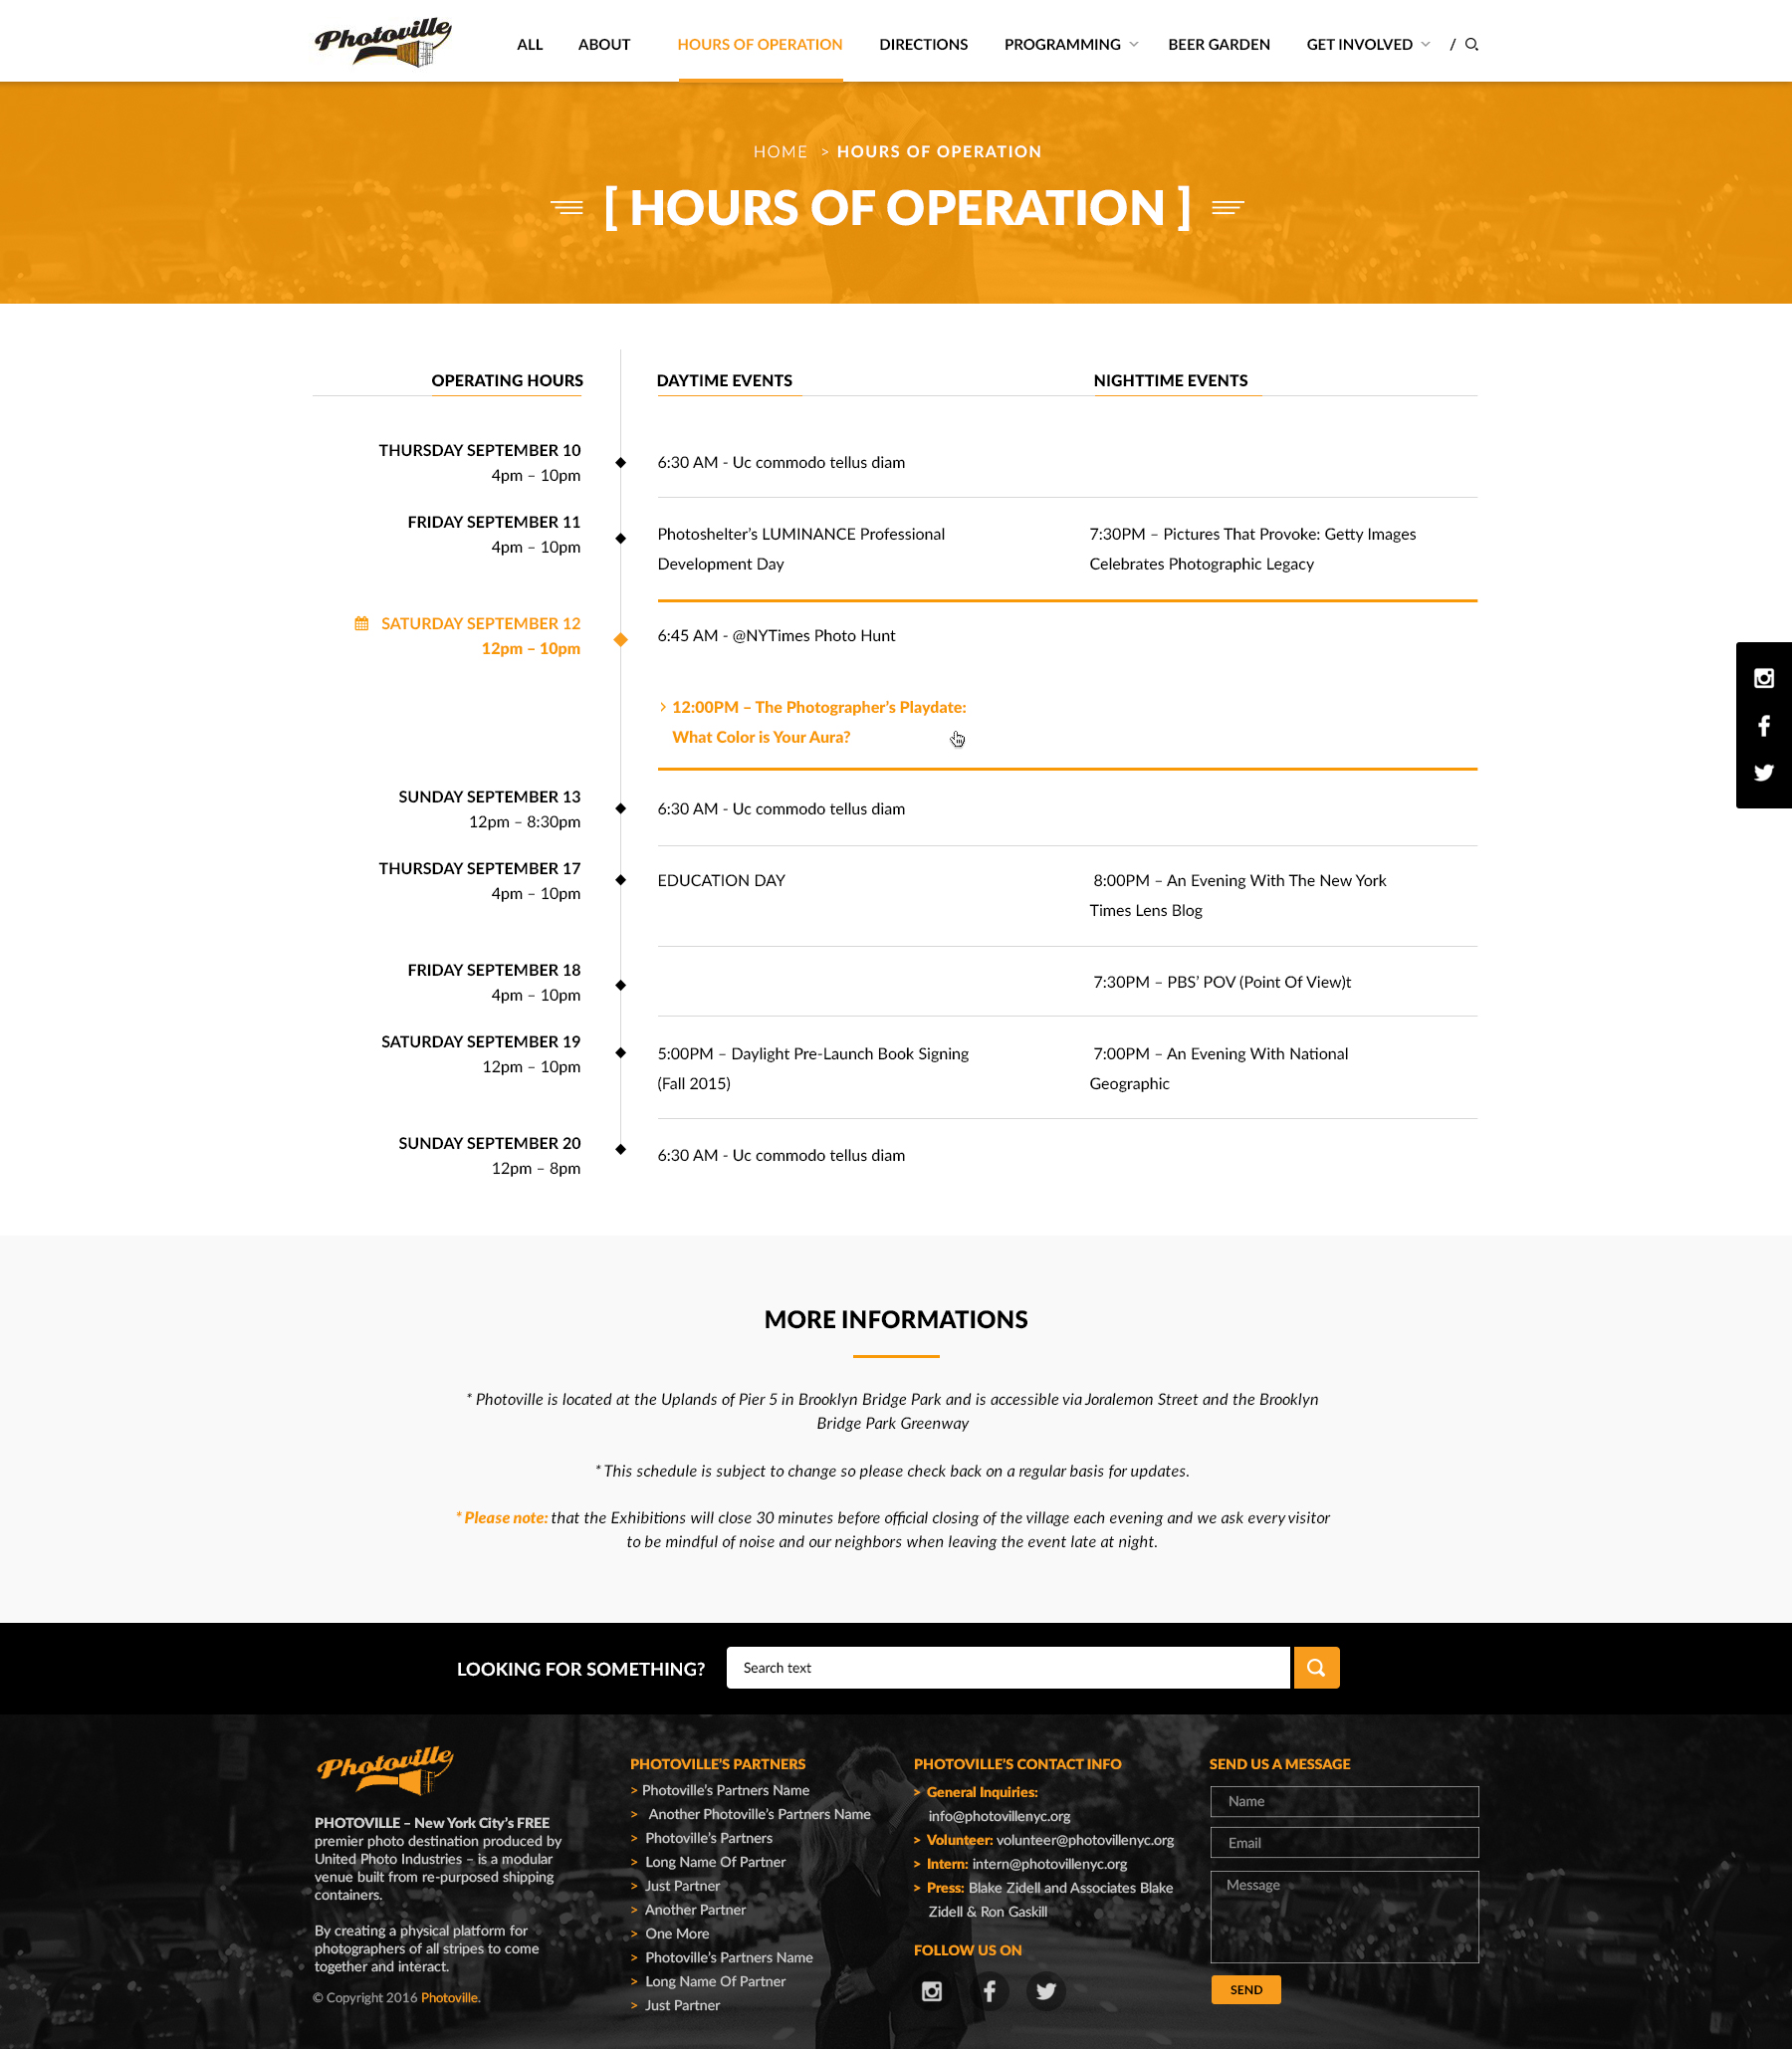 Photoville
ALL ABOUT HOURS OF OPERATION DIRECTIONS PROGRAMMING BEER GARDEN GET INVOLVED /
HOME > HOURS OF OPERATION
[ HOURS OF OPERATION ]
OPERATING HOURS DAYTIME EVENTS NIGHTTIME EVENTS
THURSDAY SEPTEMBER 10
4pm – 10pm
6:30 AM - Uc commodo tellus diam
FRIDAY SEPTEMBER 11
4pm – 10pm
Photoshelter's LUMINANCE Professional
Development Day
7:30PM – Pictures That Provoke: Getty Images
Celebrates Photographic Legacy
SATURDAY SEPTEMBER 12
12pm – 10pm
6:45 AM - @NYTimes Photo Hunt
12:00PM – The Photographer's Playdate:
What Color is Your Aura?
SUNDAY SEPTEMBER 13
12pm – 8:30pm
6:30 AM - Uc commodo tellus diam
THURSDAY SEPTEMBER 17
4pm – 10pm
EDUCATION DAY
8:00PM – An Evening With The New York
Times Lens Blog
FRIDAY SEPTEMBER 18
4pm – 10pm
7:30PM – PBS' POV (Point Of View)t
SATURDAY SEPTEMBER 19
12pm – 10pm
5:00PM – Daylight Pre-Launch Book Signing
(Fall 2015)
7:00PM – An Evening With National
Geographic
SUNDAY SEPTEMBER 20
12pm – 8pm
6:30 AM - Uc commodo tellus diam
MORE INFORMATIONS
* Photoville is located at the Uplands of Pier 5 in Brooklyn Bridge Park and is accessible via Joralemon Street and the Brooklyn
Bridge Park Greenway
* This schedule is subject to change so please check back on a regular basis for updates.
* Please note: that the Exhibitions will close 30 minutes before official closing of the village each evening and we ask every visitor
to be mindful of noise and our neighbors when leaving the event late at night.
LOOKING FOR SOMETHING? Search text
Photoville
PHOTOVILLE – New York City's FREE
premier photo destination produced by
United Photo Industries – is a modular
venue built from re-purposed shipping
containers.
By creating a physical platform for
photographers of all stripes to come
together and interact.
© Copyright 2016 Photoville.
PHOTOVILLE'S PARTNERS
> Photoville's Partners Name
> Another Photoville's Partners Name
> Photoville's Partners
> Long Name Of Partner
> Just Partner
> Another Partner
> One More
> Photoville's Partners Name
> Long Name Of Partner
> Just Partner
PHOTOVILLE'S CONTACT INFO
> General Inquiries:
info@photovillenyc.org
> Volunteer: volunteer@photovillenyc.org
> Intern: intern@photovillenyc.org
> Press: Blake Zidell and Associates Blake
Zidell & Ron Gaskill
FOLLOW US ON
SEND US A MESSAGE
Name
Email
Message
SEND